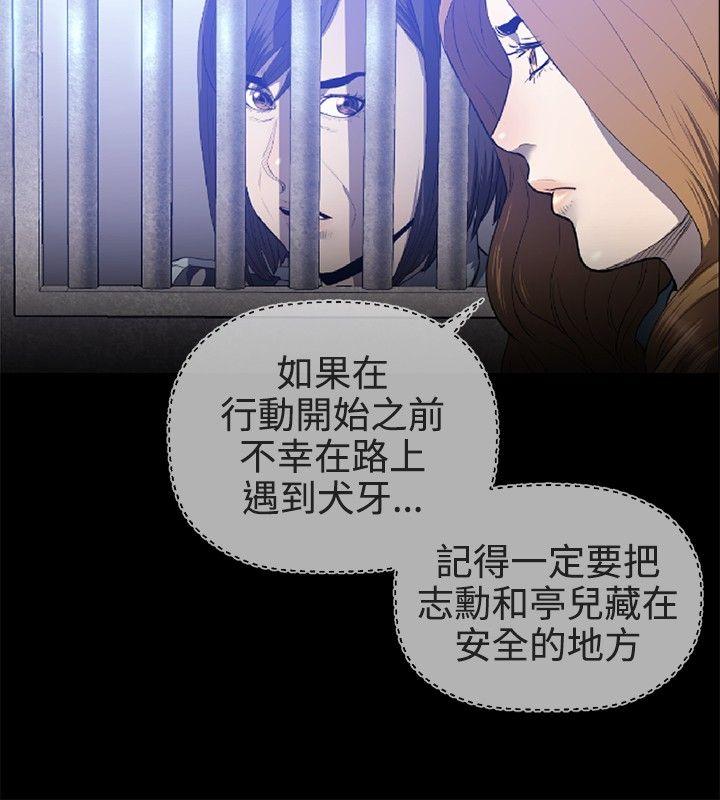 如果在
行動開始之前
不幸在路上
遇到犬牙...
記得一定要把
志勳和亭兒藏在
安全的地方